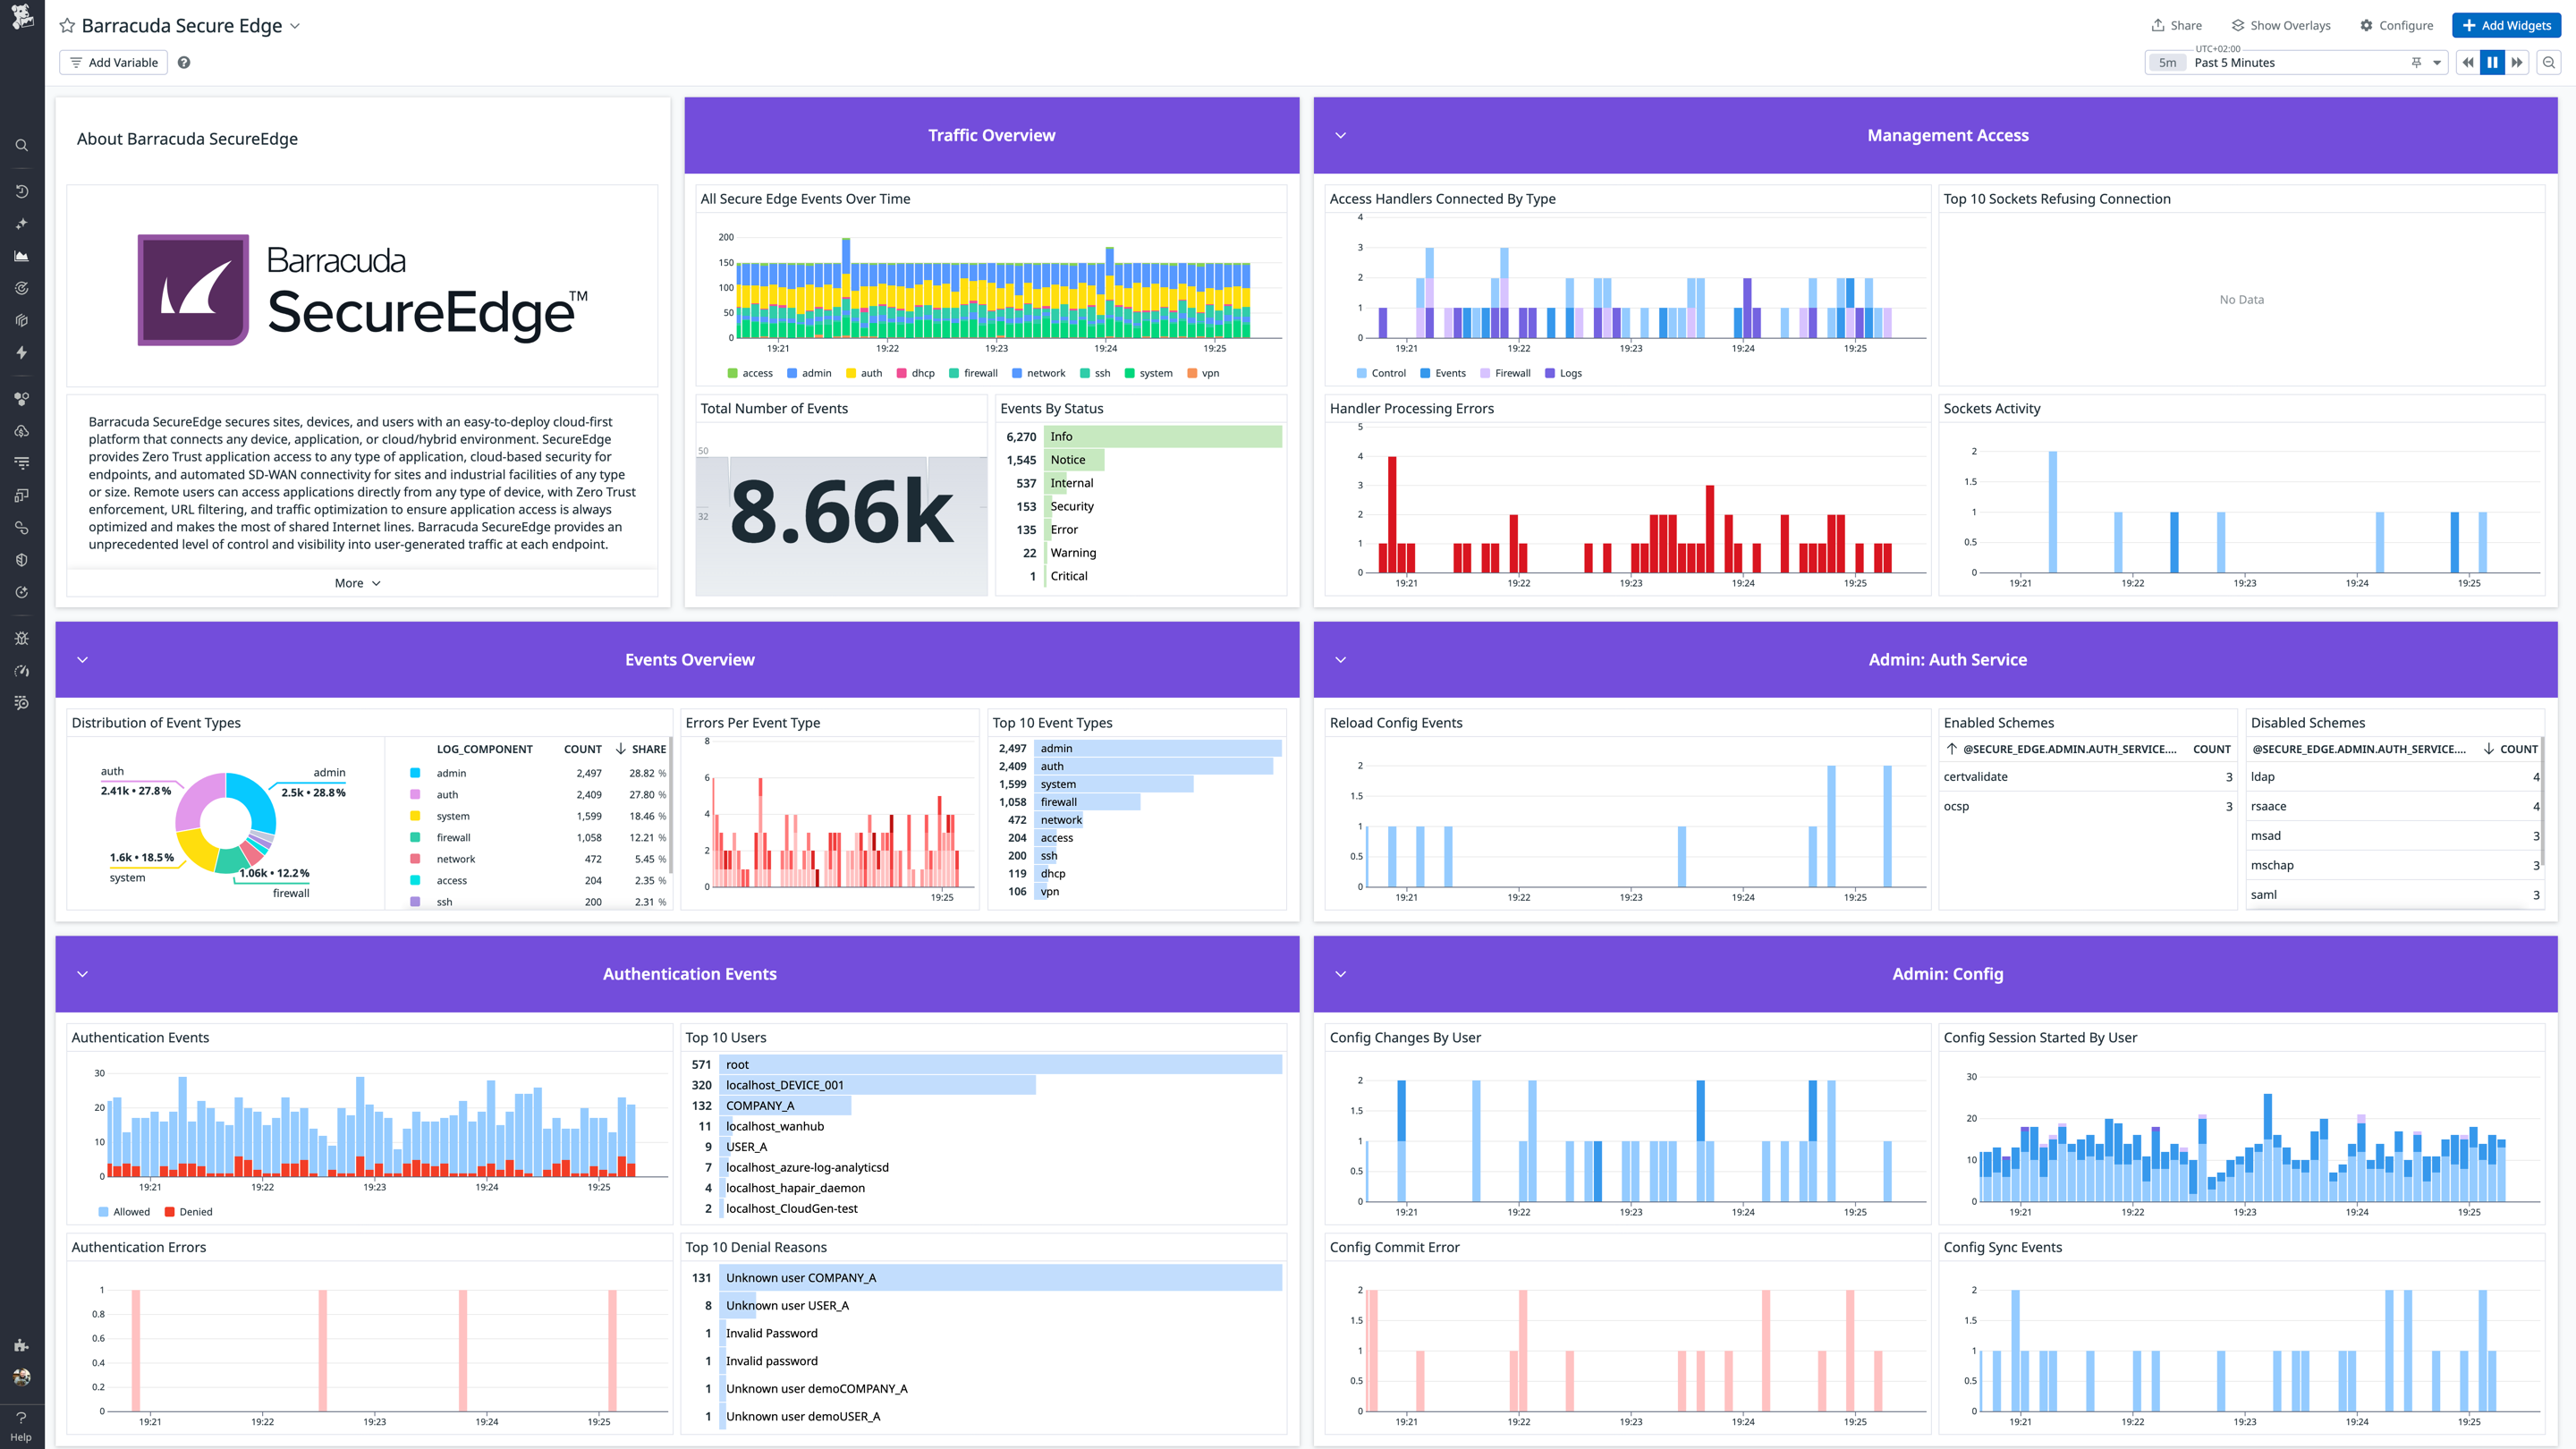 Barracuda Secure Edge
Share
Show Overlays
Configure
Add Widgets
Add Variable
UTC+02:00
5m Past 5 Minutes
About Barracuda SecureEdge
Barracuda
SecureEdge™
Barracuda SecureEdge secures sites, devices, and users with an easy-to-deploy cloud-first
platform that connects any device, application, or cloud/hybrid environment. SecureEdge
provides Zero Trust application access to any type of application, cloud-based security for
endpoints, and automated SD-WAN connectivity for sites and industrial facilities of any type
or size. Remote users can access applications directly from any type of device, with Zero Trust
enforcement, URL filtering, and traffic optimization to ensure application access is always
optimized and makes the most of shared Internet lines. Barracuda SecureEdge provides an
unprecedented level of control and visibility into user-generated traffic at each endpoint.
More
Traffic Overview
All Secure Edge Events Over Time
200
150
100
50
0
19:21 19:22 19:23 19:24 19:25
access admin auth dhcp firewall network ssh system vpn
Total Number of Events
50
32
8.66k
Events By Status
6,270 Info
1,545 Notice
537 Internal
153 Security
135 Error
22 Warning
1 Critical
Management Access
Access Handlers Connected By Type
4
3
2
1
0
19:21 19:22 19:23 19:24 19:25
Control Events Firewall Logs
Top 10 Sockets Refusing Connection
No Data
Handler Processing Errors
5
4
3
2
1
0
19:21 19:22 19:23 19:24 19:25
Sockets Activity
2
1.5
1
0.5
0
19:21 19:22 19:23 19:24 19:25
Events Overview
Distribution of Event Types
auth
2.41k • 27.8%
admin
2.5k • 28.8%
1.6k • 18.5%
system
1.06k • 12.2%
firewall
LOG_COMPONENT COUNT SHARE
admin 2,497 28.82 %
auth 2,409 27.80 %
system 1,599 18.46 %
firewall 1,058 12.21 %
network 472 5.45 %
access 204 2.35 %
ssh 200 2.31 %
Errors Per Event Type
8
6
4
2
0
19:25
Top 10 Event Types
2,497 admin
2,409 auth
1,599 system
1,058 firewall
472 network
204 access
200 ssh
119 dhcp
106 vpn
Admin: Auth Service
Reload Config Events
2
1.5
1
0.5
0
19:21 19:22 19:23 19:24 19:25
Enabled Schemes
@SECURE_EDGE.ADMIN.AUTH_SERVICE.... COUNT
certvalidate 3
ocsp 3
Disabled Schemes
@SECURE_EDGE.ADMIN.AUTH_SERVICE.... COUNT
ldap 4
rsaace 4
msad 3
mschap 3
saml 3
Authentication Events
Authentication Events
30
20
10
0
19:21 19:22 19:23 19:24 19:25
Allowed Denied
Top 10 Users
571 root
320 localhost_DEVICE_001
132 COMPANY_A
11 localhost_wanhub
9 USER_A
7 localhost_azure-log-analyticsd
4 localhost_hapair_daemon
2 localhost_CloudGen-test
Authentication Errors
1
0.8
0.6
0.4
0.2
0
19:21 19:22 19:23 19:24 19:25
Top 10 Denial Reasons
131 Unknown user COMPANY_A
8 Unknown user USER_A
1 Invalid Password
1 Invalid password
1 Unknown user demoCOMPANY_A
1 Unknown user demoUSER_A
Admin: Config
Config Changes By User
2
1.5
1
0.5
0
19:21 19:22 19:23 19:24 19:25
Config Session Started By User
30
20
10
0
19:21 19:22 19:23 19:24 19:25
Config Commit Error
2
1.5
1
0.5
0
19:21 19:22 19:23 19:24 19:25
Config Sync Events
2
1.5
1
0.5
0
19:21 19:22 19:23 19:24 19:25
Help